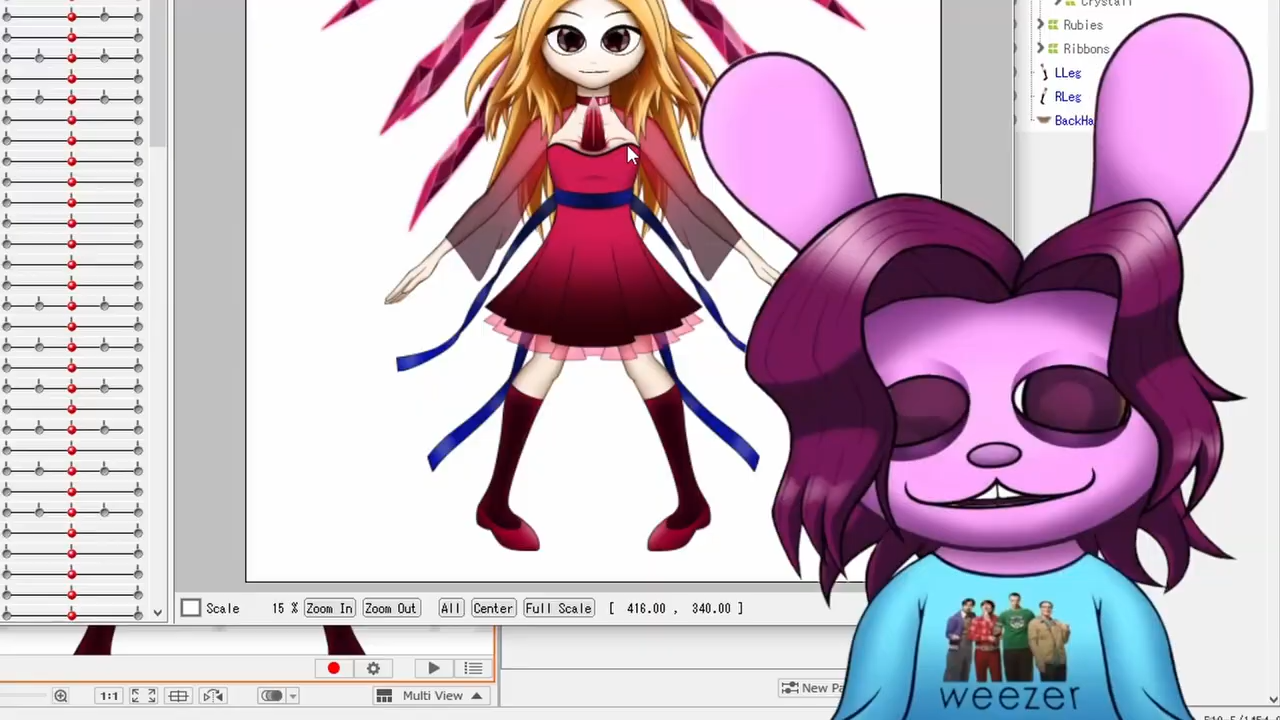 Rubies
Ribbons
LLeg
RLeg
Scale
15 %
Zoom In
Zoom Out
All
Center
Full Scale
[ 416.00 , 340.00 ]
weezer
1:1
Multi View
New Pa